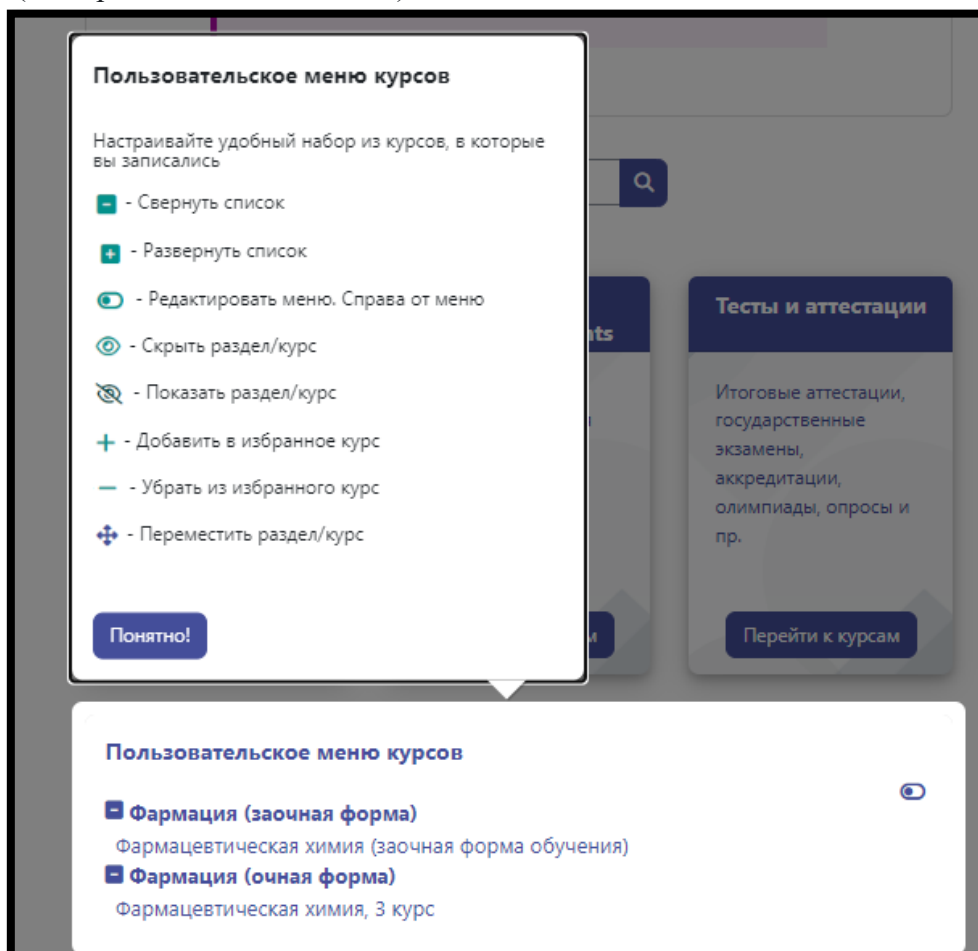 Пользовательское меню курсов
Настраивайте удобный набор из курсов, в которые
вы записались
- Свернуть список
- Развернуть список
- Редактировать меню. Справа от меню
- Скрыть раздел/курс
- Показать раздел/курс
- Добавить в избранное курс
- Убрать из избранного курс
- Переместить раздел/курс
Понятно!
Тесты и аттестации
Итоговые аттестации,
государственные
экзамены,
аккредитации,
олимпиады, опросы и
пр.
Перейти к курсам
Пользовательское меню курсов
Фармация (заочная форма)
Фармацевтическая химия (заочная форма обучения)
Фармация (очная форма)
Фармацевтическая химия, 3 курс